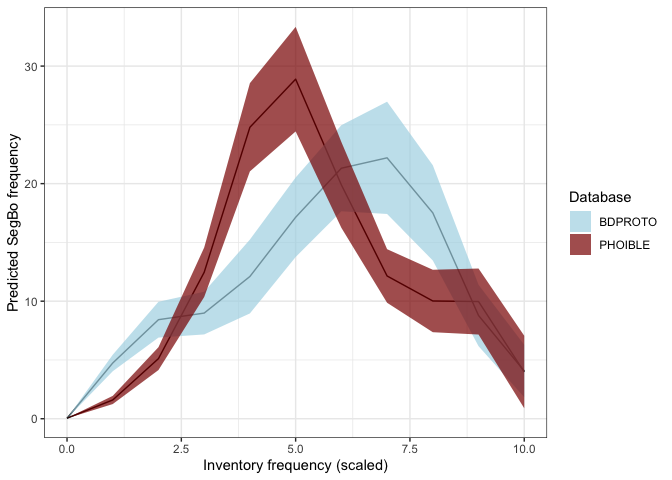 30
20
10
0
Predicted SegBo frequency
0.0 2.5 5.0 7.5 10.0
Inventory frequency (scaled)
Database
BDPROTO
PHOIBLE